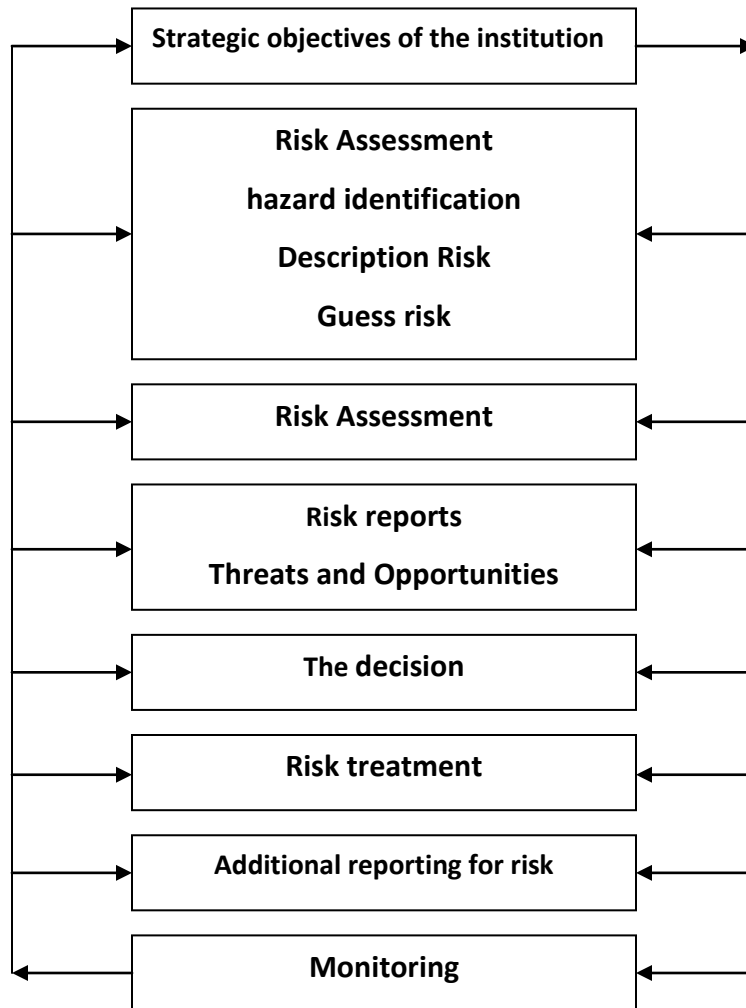 Strategic objectives of the institution
Risk Assessment
hazard identification
Description Risk
Guess risk
Risk Assessment
Risk reports
Threats and Opportunities
The decision
Risk treatment
Additional reporting for risk
Monitoring